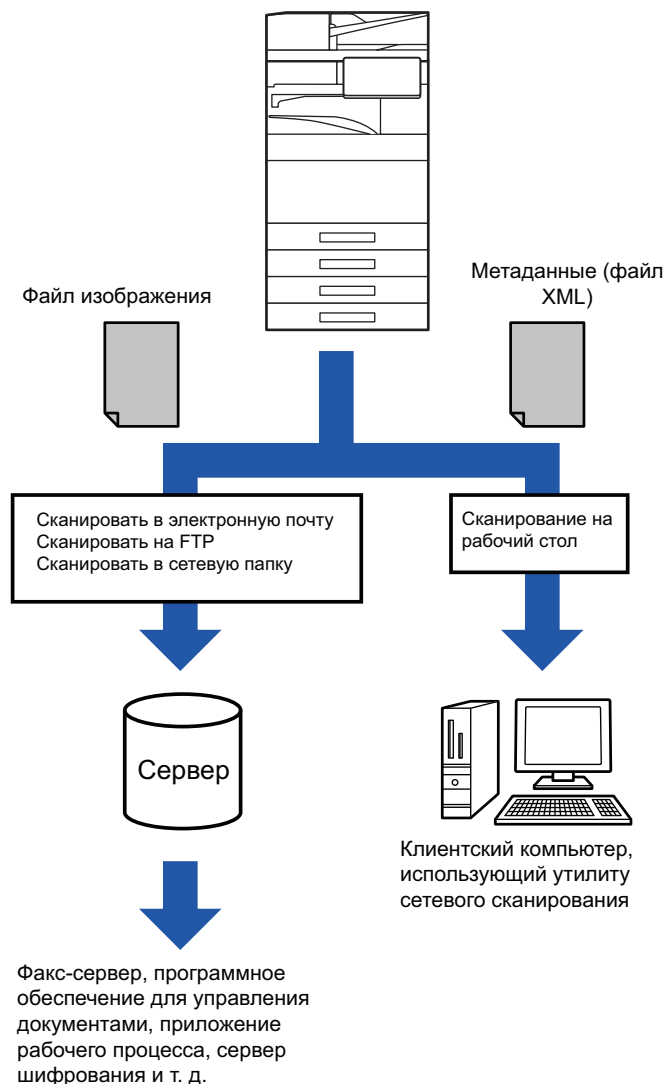 Файл изображения
Метаданные (файл
XML)
Сканировать в электронную почту
Сканировать на FTP
Сканировать в сетевую папку
Сканирование на
рабочий стол
Сервер
Клиентский компьютер,
использующий утилиту
сетевого сканирования
Факс-сервер, программное
обеспечение для управления
документами, приложение
рабочего процесса, сервер
шифрования и т. д.